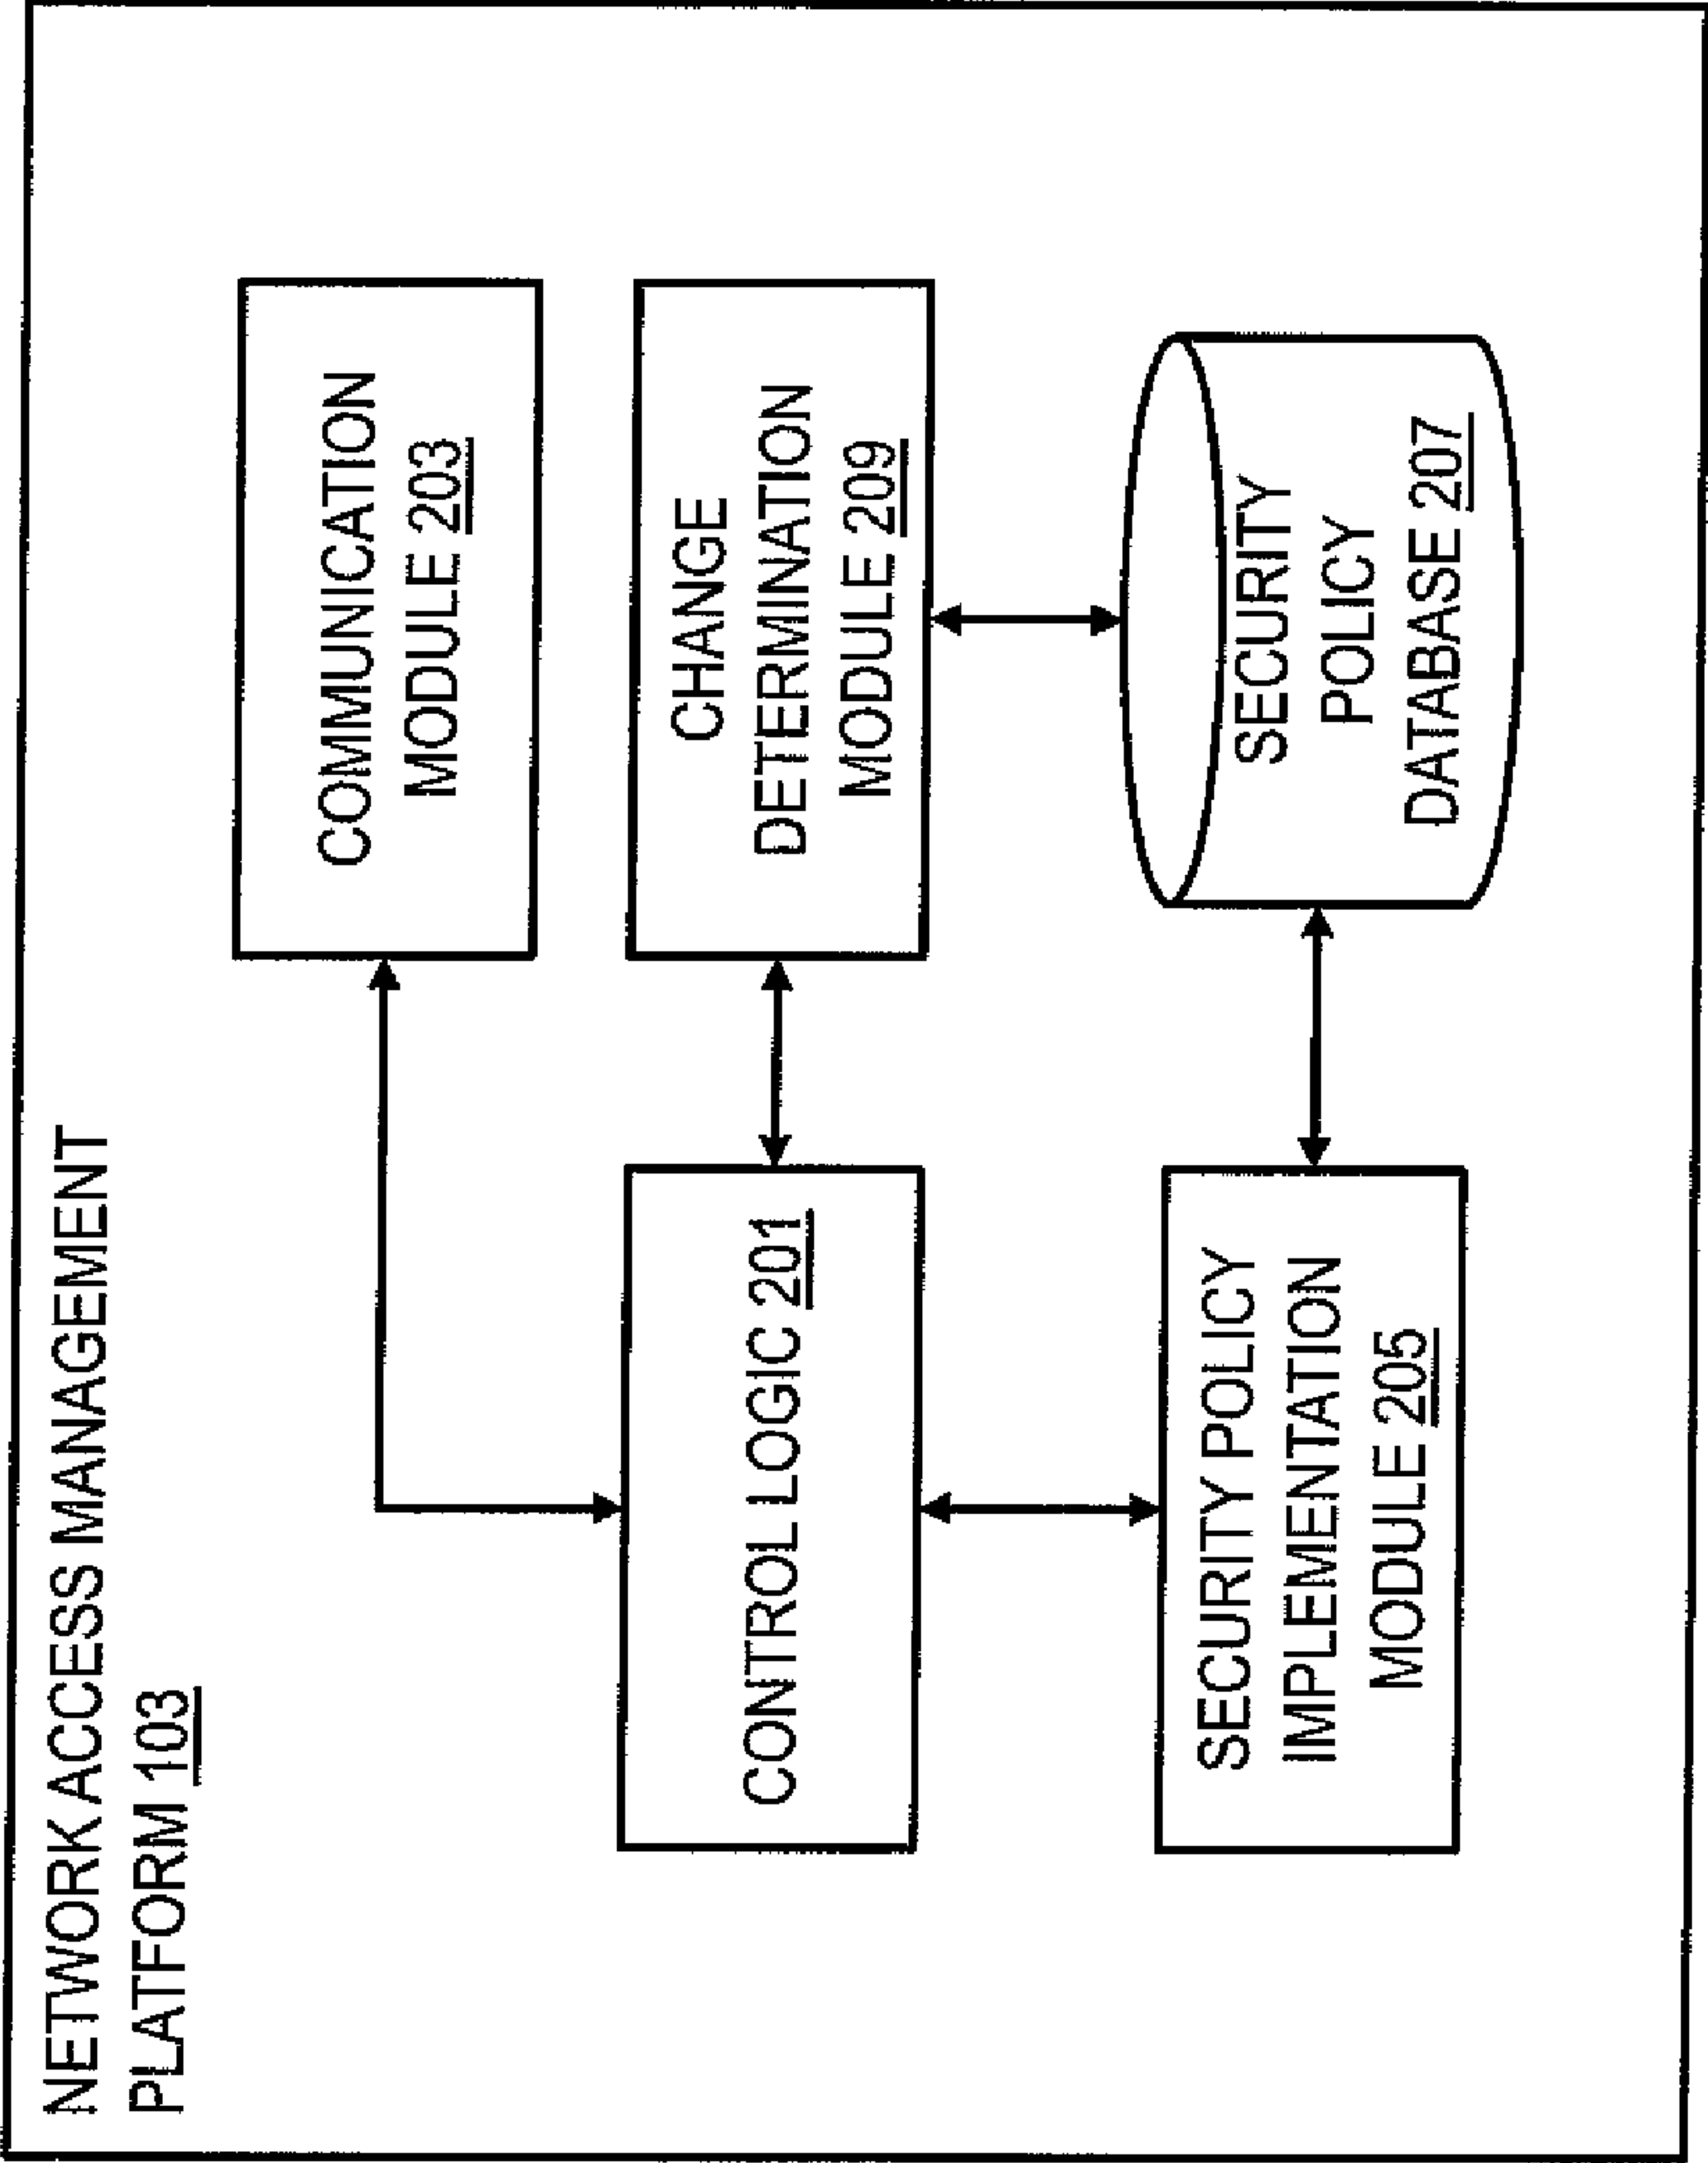 NETWORK ACCESS MANAGEMENT
PLATFORM 103
COMMUNICATION
MODULE 203
CONTROL LOGIC 201
CHANGE
DETERMINATION
MODULE 209
SECURITY POLICY
IMPLEMENTATION
MODULE 205
SECURITY
POLICY
DATABASE 207